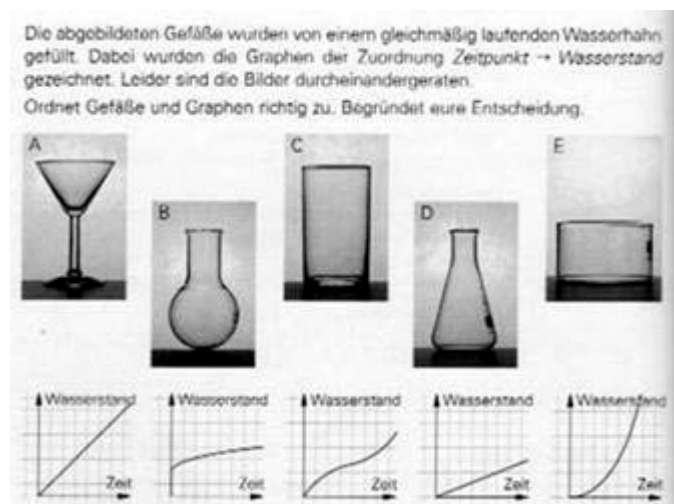 Die abgebildeten Gefäße wurden von einem gleichmäßig laufenden Wasserhahn
gefüllt. Dabei wurden die Graphen der Zuordnung Zeitpunkt → Wasserstand
gezeichnet. Leider sind die Bilder durcheinandergeraten.
Ordnet Gefäße und Graphen richtig zu. Begründet eure Entscheidung.
A
C
E
B
D
Wasserstand
Wasserstand
Wasserstand
Wasserstand
Wasserstand
Zeit
Zeit
Zeit
Zeit
Zeit